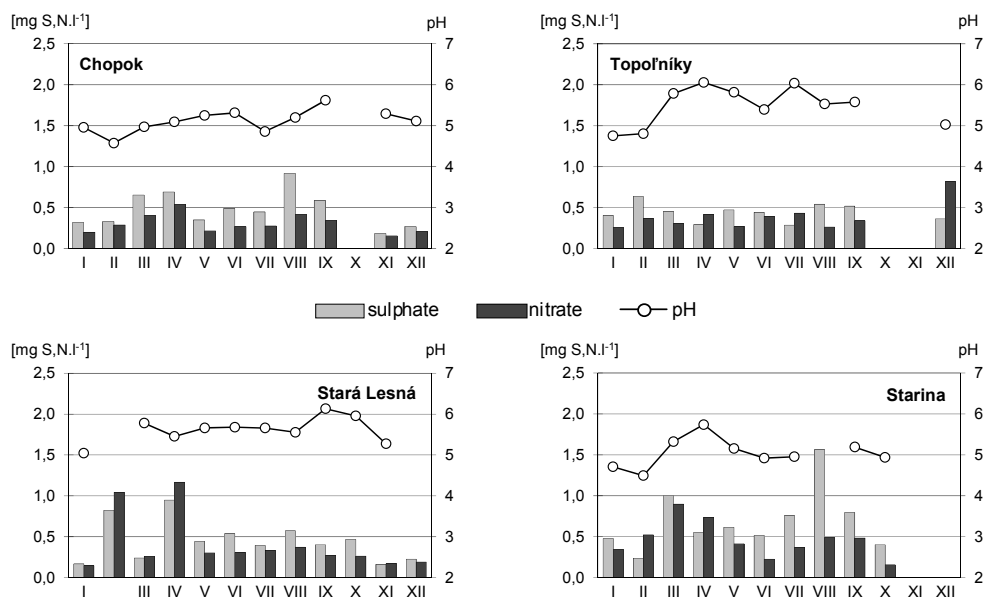 [mg S,N.l-1] pH
2,5 7
Chopok
2,0 6
1,5 5
1,0 4
0,5 3
0,0 2
I II III IV V VI VII VIII IX X XI XII
[mg S,N.l-1] pH
2,5 7
Topoľníky
2,0 6
1,5 5
1,0 4
0,5 3
0,0 2
I II III IV V VI VII VIII IX X XI XII
sulphate nitrate pH
[mg S,N.l-1] pH
2,5 7
Stará Lesná
2,0 6
1,5 5
1,0 4
0,5 3
0,0 2
I III IV V VI VII VIII IX X XI XII
[mg S,N.l-1] pH
2,5 7
Starina
2,0 6
1,5 5
1,0 4
0,5 3
0,0 2
I II III IV V VI VII VIII IX X XI XII